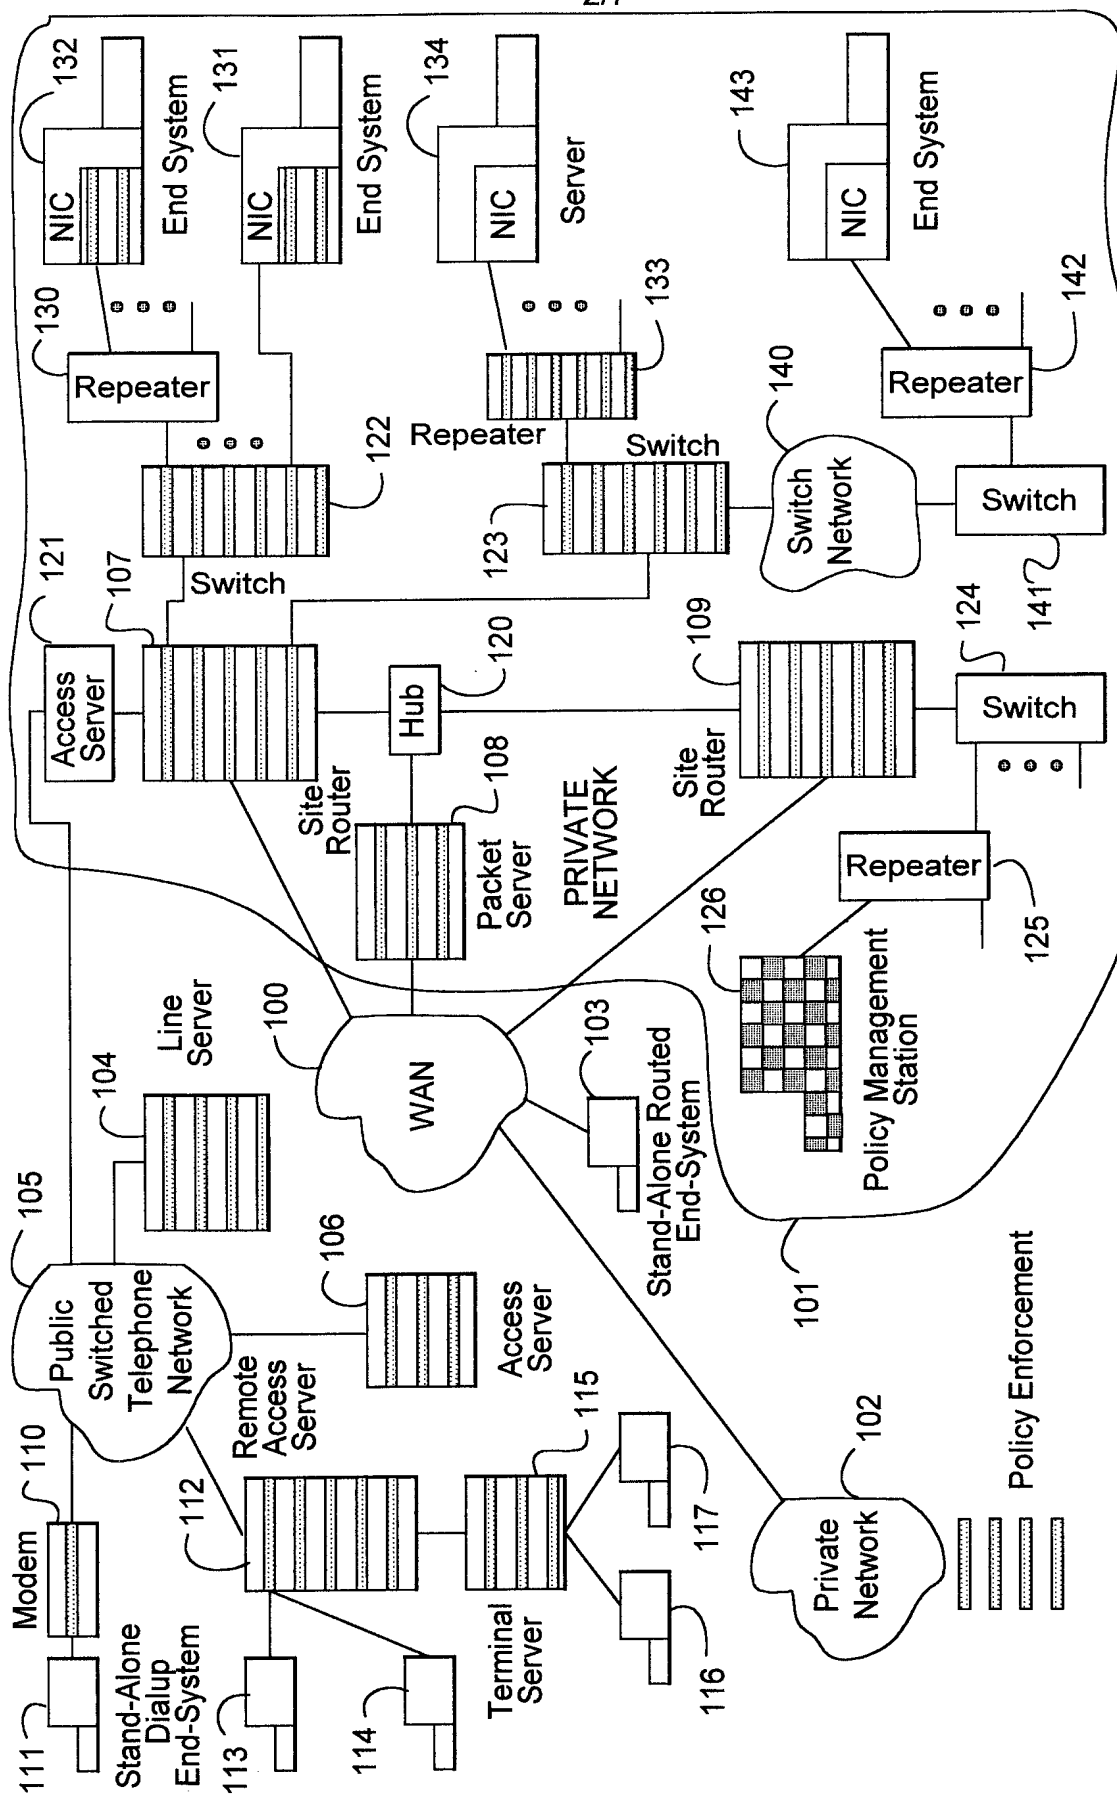 132
NIC
End System
131
NIC
End System
134
NIC
Server
143
NIC
End System
130
Repeater
122
Repeater
133
Switch
123
140
Switch
Network
Repeater
142
Switch
141
121
Access
Server
107
Switch
Site
Router
Hub
120
108
Packet
Server
PRIVATE
NETWORK
109
Site
Router
124
Switch
Repeater
125
126
Policy Management
Station
104
Line
Server
100
WAN
103
Stand-Alone Routed
End-System
101
105
Public
Switched
Telephone
Network
106
Access
Server
110
Modem
111
Stand-Alone
Dialup
End-System
Remote
Access
Server
112
113
114
115
Terminal
Server
116
117
102
Private
Network
Policy Enforcement